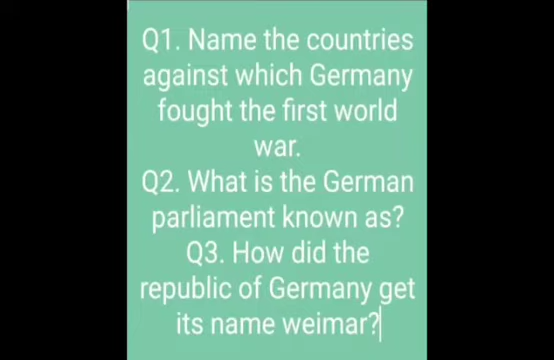 Q1. Name the countries
against which Germany
fought the first world
war.
Q2. What is the German
parliament known as?
Q3. How did the
republic of Germany get
its name weimar?